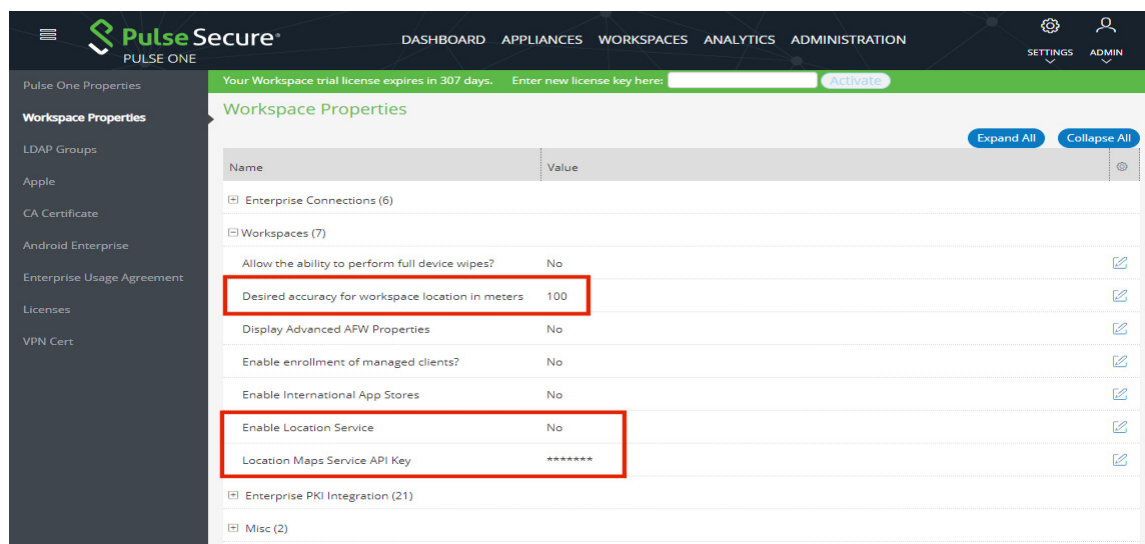 Pulse Secure®
PULSE ONE
DASHBOARD APPLIANCES WORKSPACES ANALYTICS ADMINISTRATION
SETTINGS ADMIN
Your Workspace trial license expires in 307 days. Enter new license key here: Activate
Pulse One Properties
Workspace Properties
LDAP Groups
Apple
CA Certificate
Android Enterprise
Enterprise Usage Agreement
Licenses
VPN Cert
Workspace Properties
Expand All Collapse All
Name Value
Enterprise Connections (6)
Workspaces (7)
Allow the ability to perform full device wipes? No
Desired accuracy for workspace location in meters 100
Display Advanced AFW Properties No
Enable enrollment of managed clients? No
Enable International App Stores No
Enable Location Service No
Location Maps Service API Key *******
Enterprise PKI Integration (21)
Misc (2)